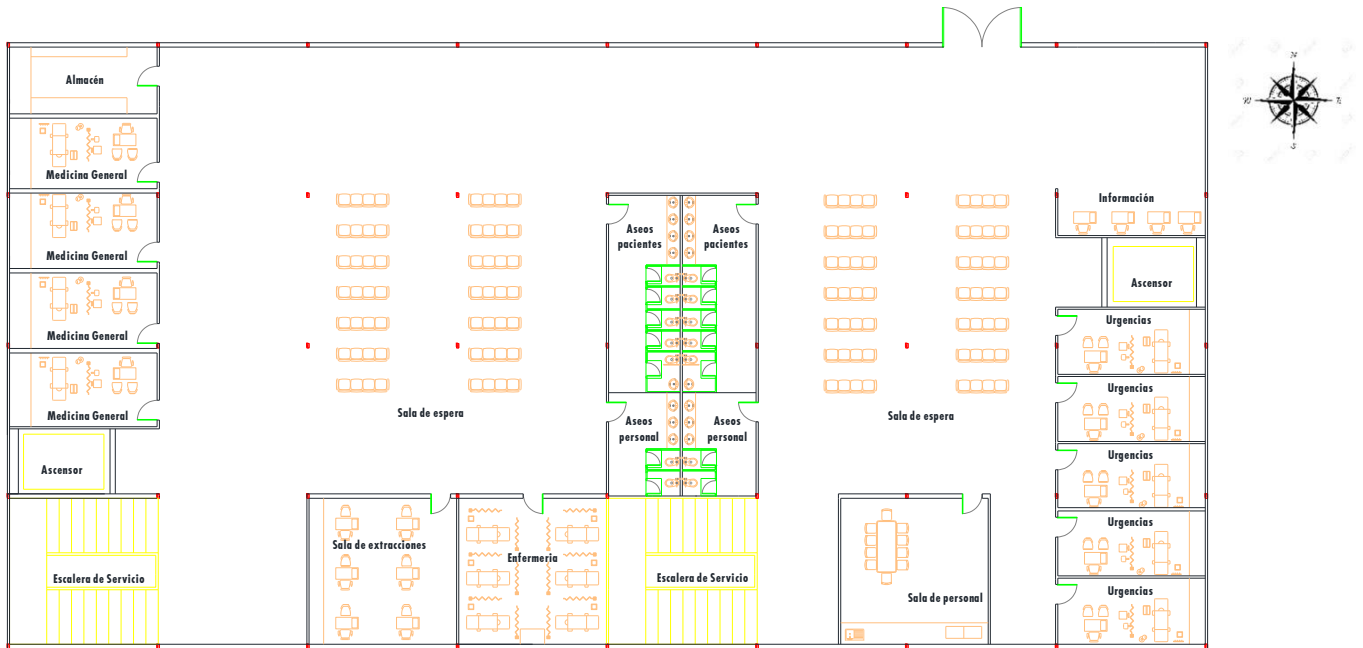 N
W
S
Almacén
Medicina General
Información
Aseos
pacientes
Aseos
pacientes
Medicina General
Ascensor
Urgencias
Medicina General
Urgencias
Medicina General
Sala de espera
Sala de espera
Aseos
personal
Aseos
personal
Urgencias
Ascensor
Urgencias
Sala de extracciones
Enfermeria
Escalera de Servicio
Escalera de Servicio
Sala de personal
Urgencias